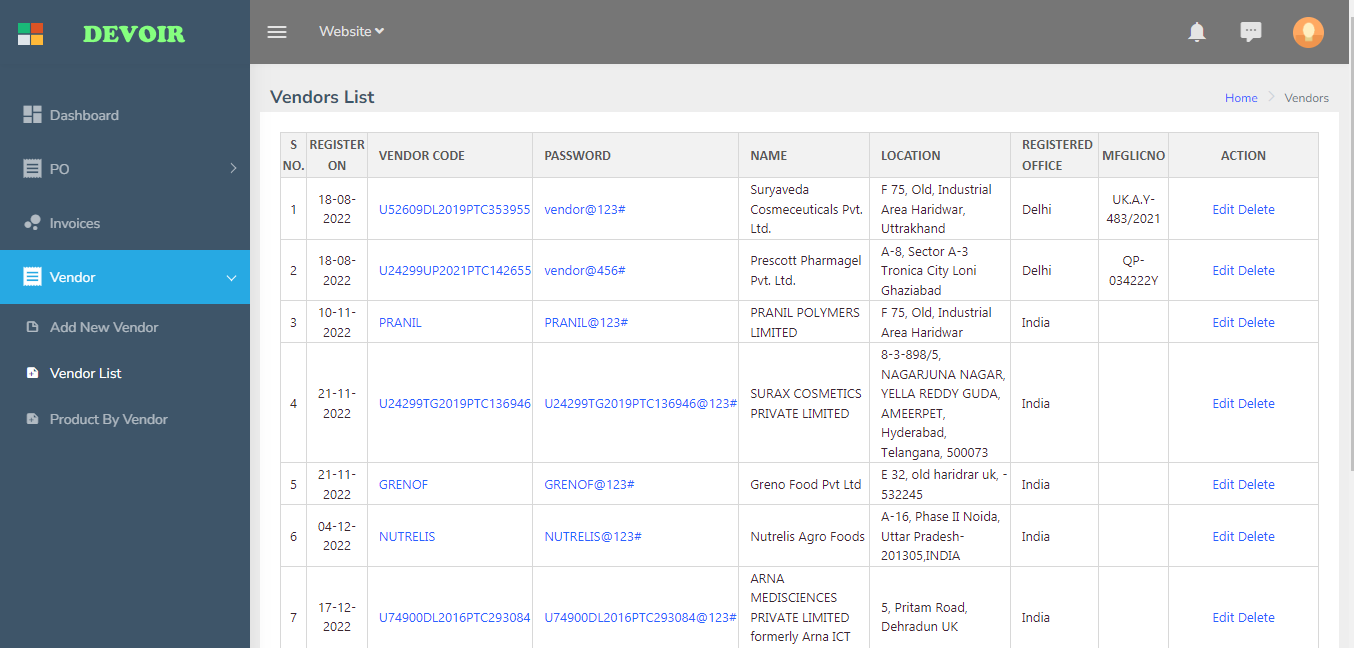 DEVOIR
Website
Dashboard
PO
Invoices
Vendor
Add New Vendor
Vendor List
Product By Vendor
Vendors List
Home
Vendors
S NO.
REGISTER ON
VENDOR CODE
PASSWORD
NAME
LOCATION
REGISTERED OFFICE
MFGLICNO
ACTION
1
18-08-
2022
U52609DL2019PTC353955
vendor@123#
Suryaveda
Cosmeceuticals Pvt.
Ltd.
F 75, Old, Industrial
Area Haridwar,
Uttrakhand
Delhi
UK.A.Y-
483/2021
Edit Delete
2
18-08-
2022
U24299UP2021PTC142655
vendor@456#
Prescott Pharmagel
Pvt. Ltd.
A-8, Sector A-3
Tronica City Loni
Ghaziabad
Delhi
QP-
034222Y
Edit Delete
3
10-11-
2022
PRANIL
PRANIL@123#
PRANIL POLYMERS
LIMITED
F 75, Old, Industrial
Area Haridwar
India
Edit Delete
4
21-11-
2022
U24299TG2019PTC136946
U24299TG2019PTC136946@123#
SURAX COSMETICS
PRIVATE LIMITED
8-3-898/5,
NAGARJUNA NAGAR,
YELLA REDDY GUDA,
AMEERPET,
Hyderabad,
Telangana, 500073
India
Edit Delete
5
21-11-
2022
GRENOF
GRENOF@123#
Greno Food Pvt Ltd
E 32, old haridrar uk, -
532245
India
Edit Delete
6
04-12-
2022
NUTRELIS
NUTRELIS@123#
Nutrelis Agro Foods
A-16, Phase II Noida,
Uttar Pradesh-
201305,INDIA
India
Edit Delete
7
17-12-
2022
U74900DL2016PTC293084
U74900DL2016PTC293084@123#
ARNA
MEDISCIENCES
PRIVATE LIMITED
formerly Arna ICT
5, Pritam Road,
Dehradun UK
India
Edit Delete